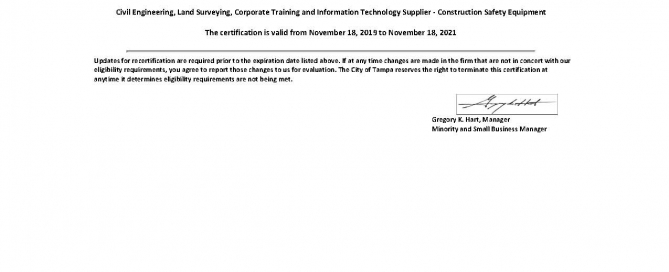 Civil Engineering, Land Surveying, Corporate Training and Information Technology Supplier - Construction Safety Equipment
The certification is valid from November 18, 2019 to November 18, 2021
Updates for recertification are required prior to the expiration date listed above. If at any time changes are made in the firm that are not in concert with our
eligibility requirements, you agree to report those changes to us for evaluation. The City of Tampa reserves the right to terminate this certification at
anytime it determines eligibility requirements are not being met.
Gregory K. Hart, Manager
Minority and Small Business Manager